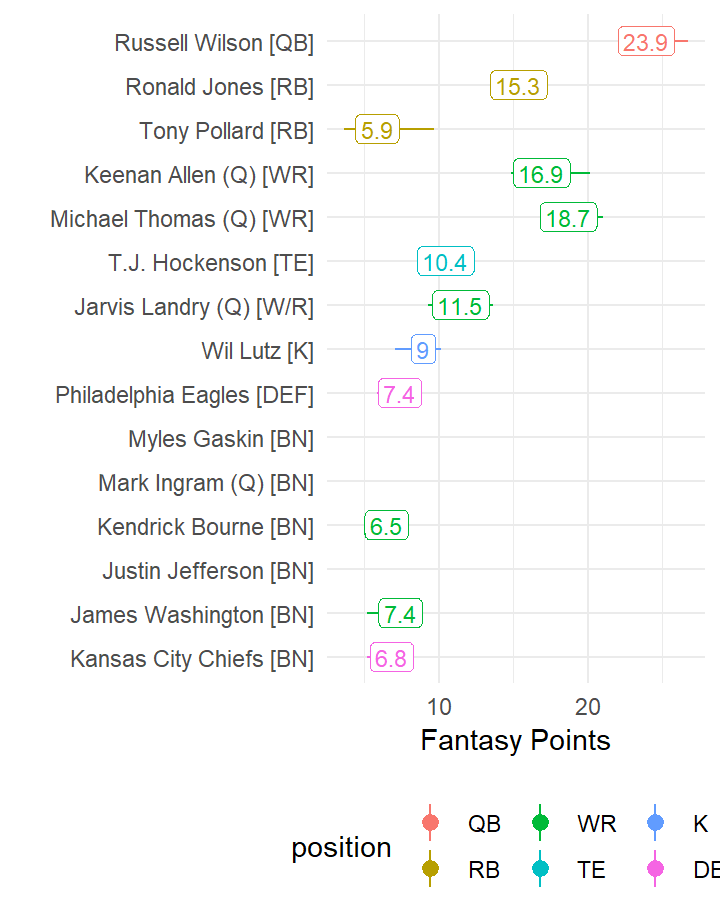 Russell Wilson [QB] 23.9
Ronald Jones [RB] 15.3
Tony Pollard [RB] 5.9
Keenan Allen (Q) [WR] 16.9
Michael Thomas (Q) [WR] 18.7
T.J. Hockenson [TE] 10.4
Jarvis Landry (Q) [W/R] 11.5
Wil Lutz [K] 9
Philadelphia Eagles [DEF] 7.4
Myles Gaskin [BN]
Mark Ingram (Q) [BN]
Kendrick Bourne [BN] 6.5
Justin Jefferson [BN]
James Washington [BN] 7.4
Kansas City Chiefs [BN] 6.8
10 20
Fantasy Points
position
QB WR K
RB TE DE